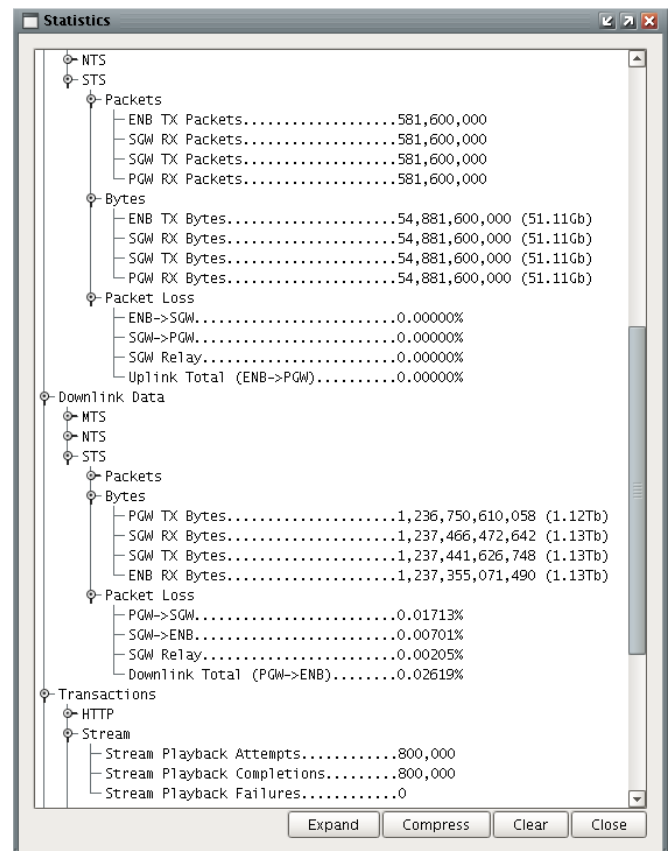 Statistics
NTS
STS
Packets
ENB TX Packets....................581,600,000
SGW RX Packets....................581,600,000
SGW TX Packets....................581,600,000
PGW RX Packets....................581,600,000
Bytes
ENB TX Bytes......................54,881,600,000 (51.11Gb)
SGW RX Bytes......................54,881,600,000 (51.11Gb)
SGW TX Bytes......................54,881,600,000 (51.11Gb)
PGW RX Bytes......................54,881,600,000 (51.11Gb)
Packet Loss
ENB->SGW..........................0.00000%
SGW->PGW..........................0.00000%
SGW Relay.........................0.00000%
Uplink Total (ENB->PGW)..........0.00000%
Downlink Data
MTS
NTS
STS
Packets
Bytes
PGW TX Bytes......................1,236,750,610,058 (1.12Tb)
SGW RX Bytes......................1,237,466,472,642 (1.13Tb)
SGW TX Bytes......................1,237,441,626,748 (1.13Tb)
ENB RX Bytes......................1,237,355,071,490 (1.13Tb)
Packet Loss
PGW->SGW..........................0.01713%
SGW->ENB..........................0.00701%
SGW Relay.........................0.00205%
Downlink Total (PGW->ENB)........0.02619%
Transactions
HTTP
Stream
Stream Playback Attempts............800,000
Stream Playback Completions.........800,000
Stream Playback Failures............0
Expand Compress Clear Close